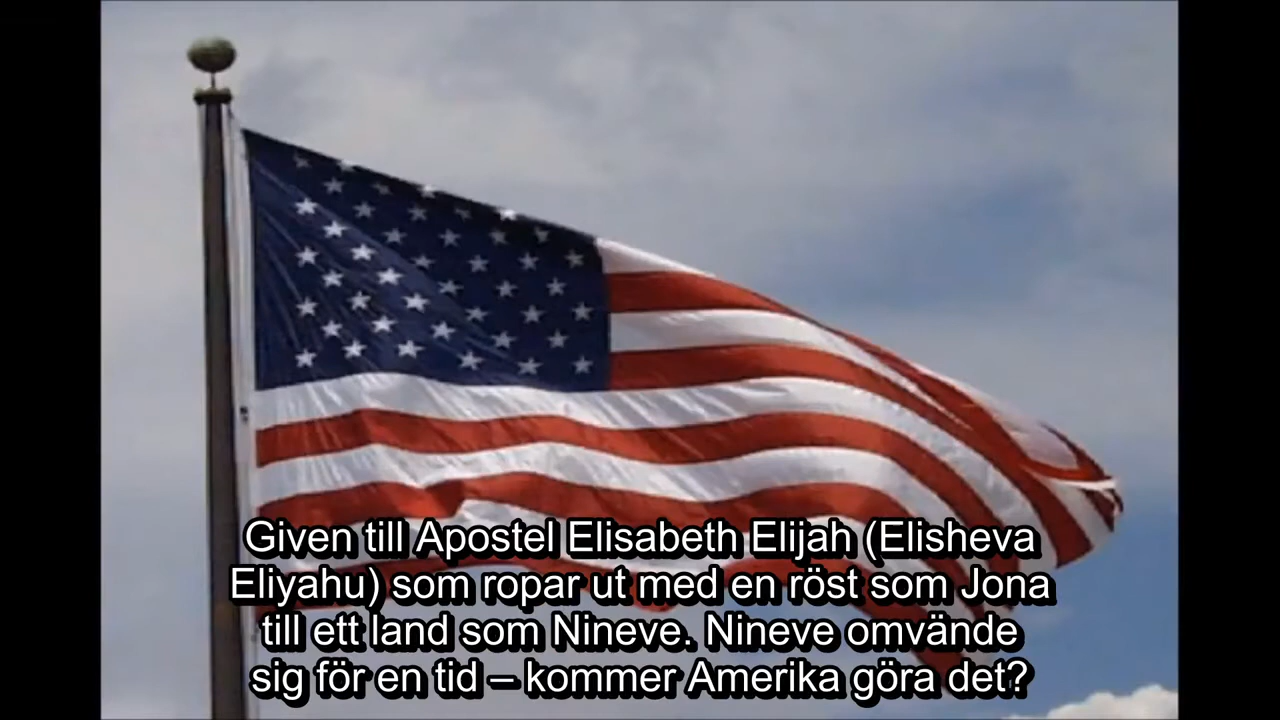 Given till Apostel Elisabeth Elijah (Elisheva
Eliyahu) som ropar ut med en röst som Jona
till ett land som Nineve. Nineve omvände
sig för en tid – kommer Amerika göra det?